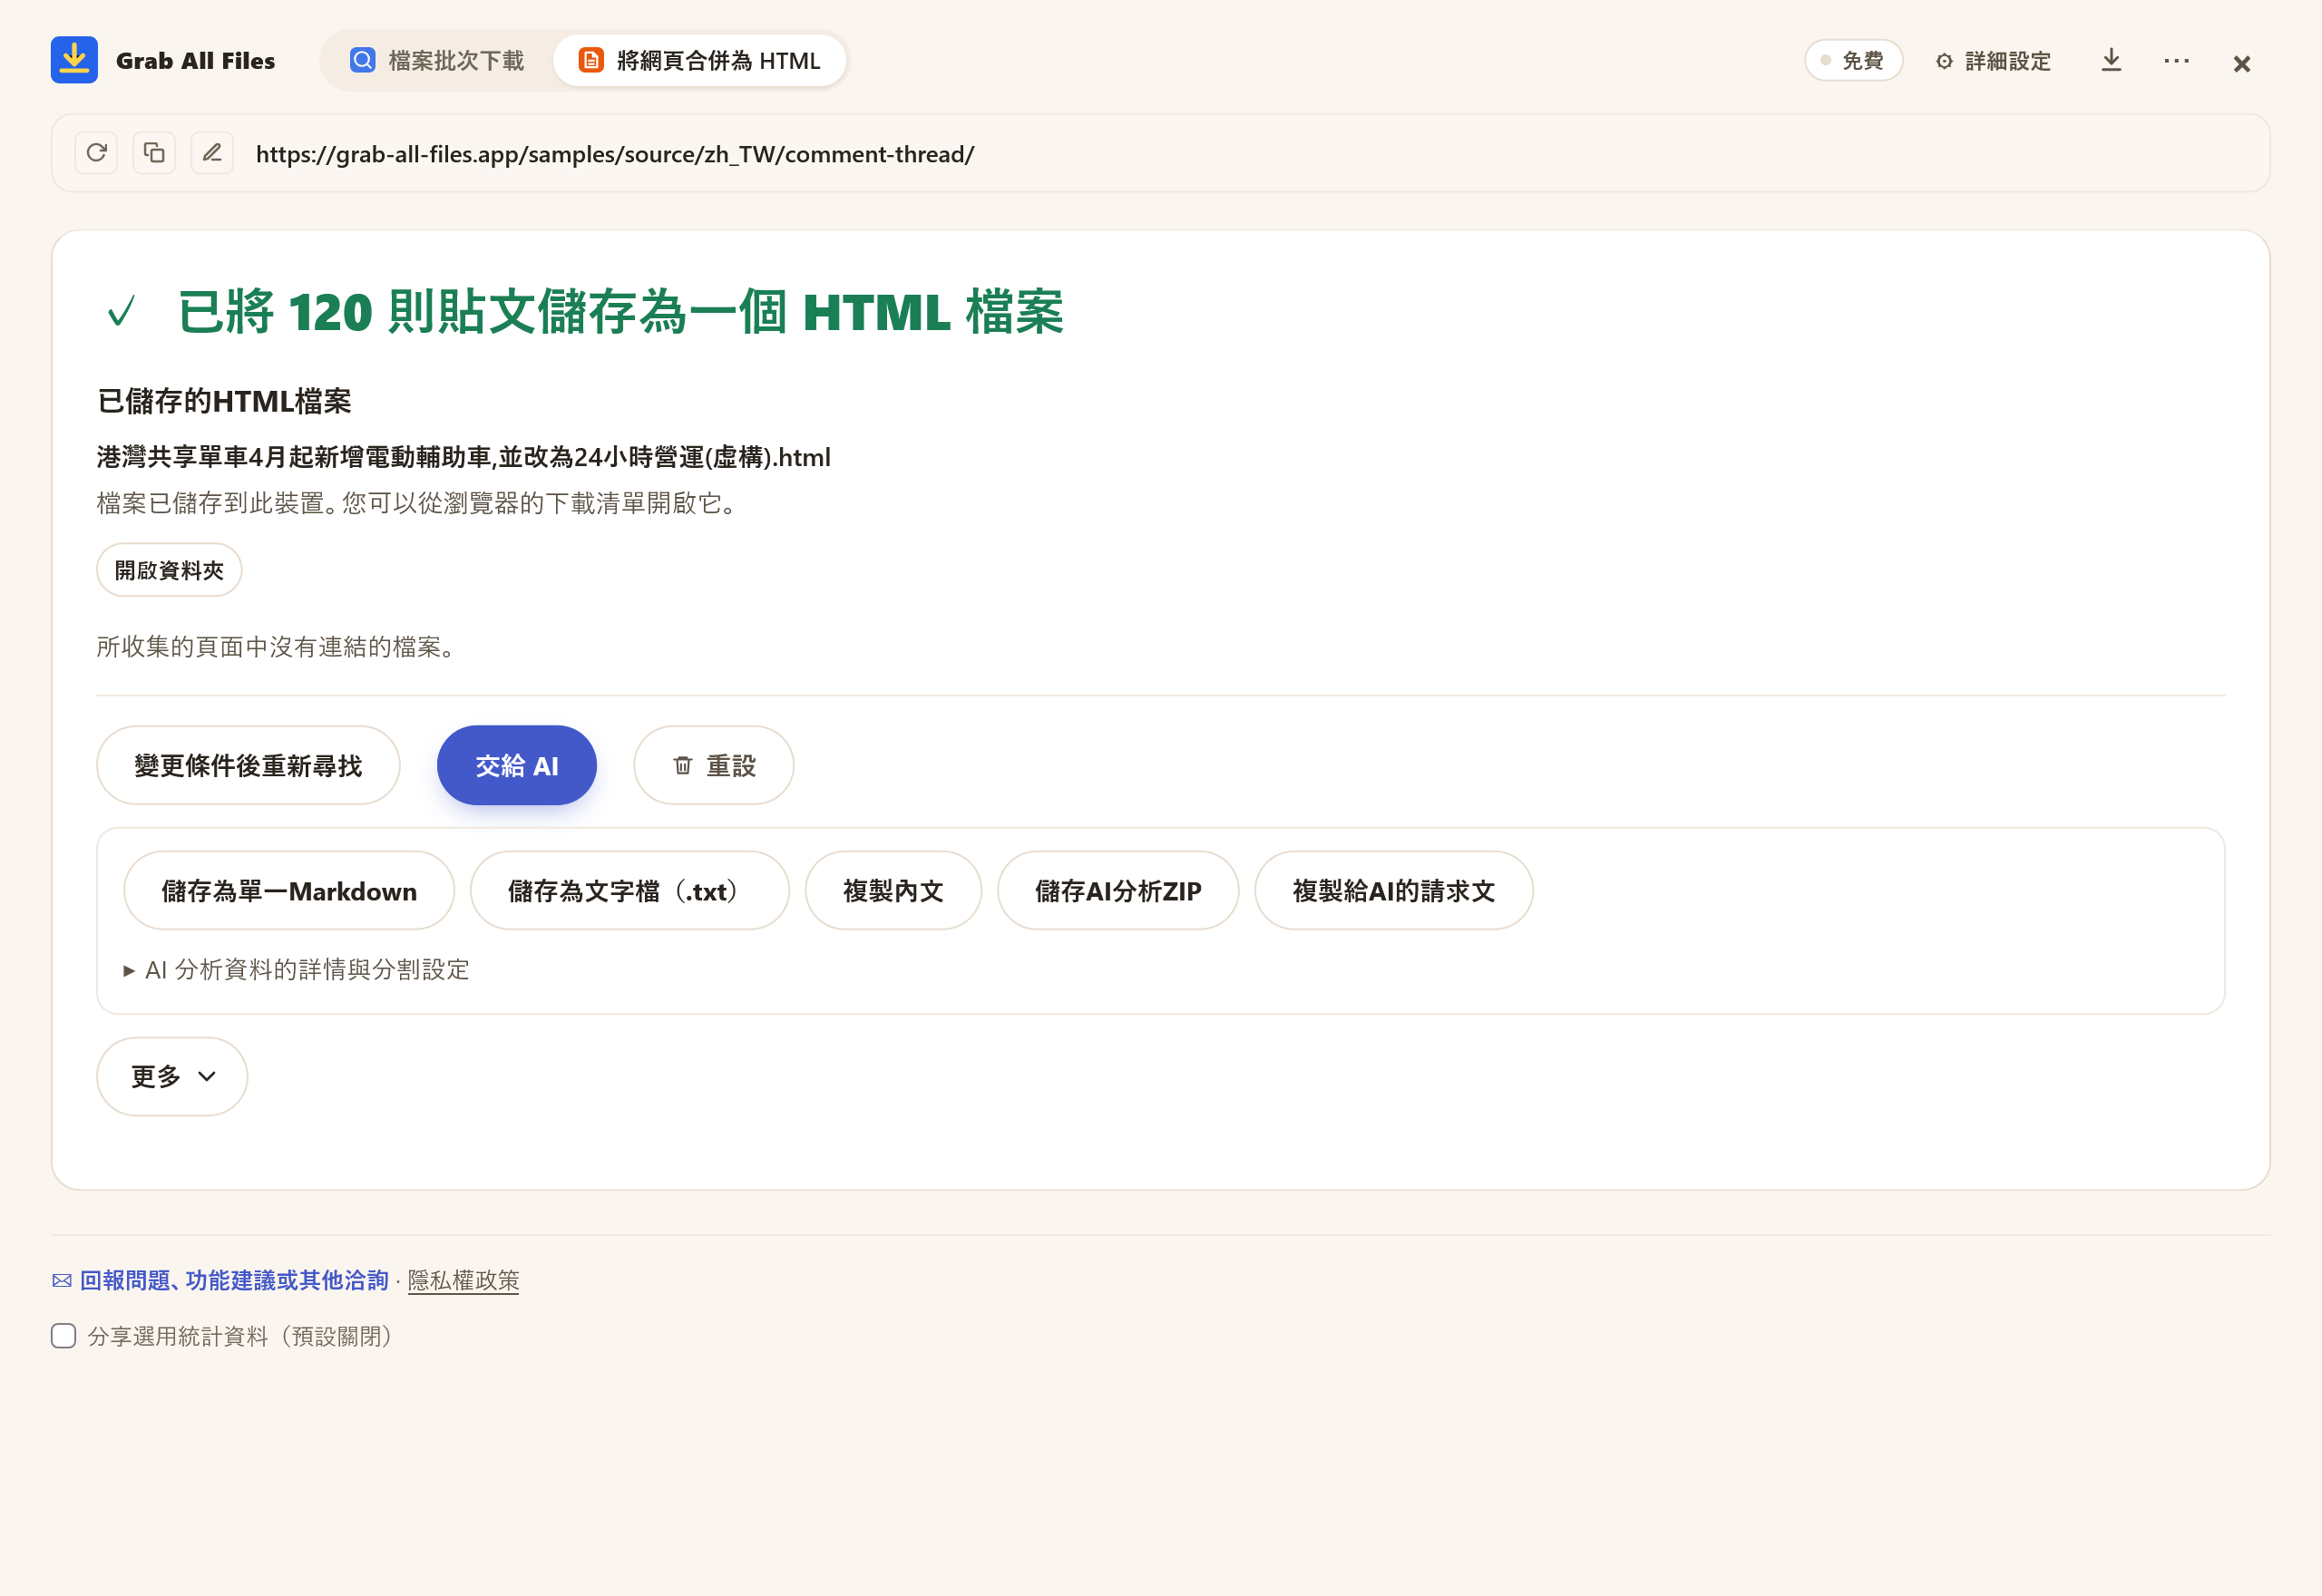 Grab All Files
檔案批次下載
將網頁合併為 HTML
免費
詳細設定
https://grab-all-files.app/samples/source/zh_TW/comment-thread/
✓ 已將 120 則貼文儲存為一個 HTML 檔案
已儲存的HTML檔案
港灣共享單車4月起新增電動輔助車,並改為24小時營運(虛構).html
檔案已儲存到此裝置。您可以從瀏覽器的下載清單開啟它。
開啟資料夾
所收集的頁面中沒有連結的檔案。
變更條件後重新尋找
交給 AI
重設
儲存為單一Markdown
儲存為文字檔（.txt）
複製內文
儲存AI分析ZIP
複製給AI的請求文
▶ AI 分析資料的詳情與分割設定
更多
回報問題、功能建議或其他洽詢 · 隱私權政策
分享選用統計資料（預設關閉）